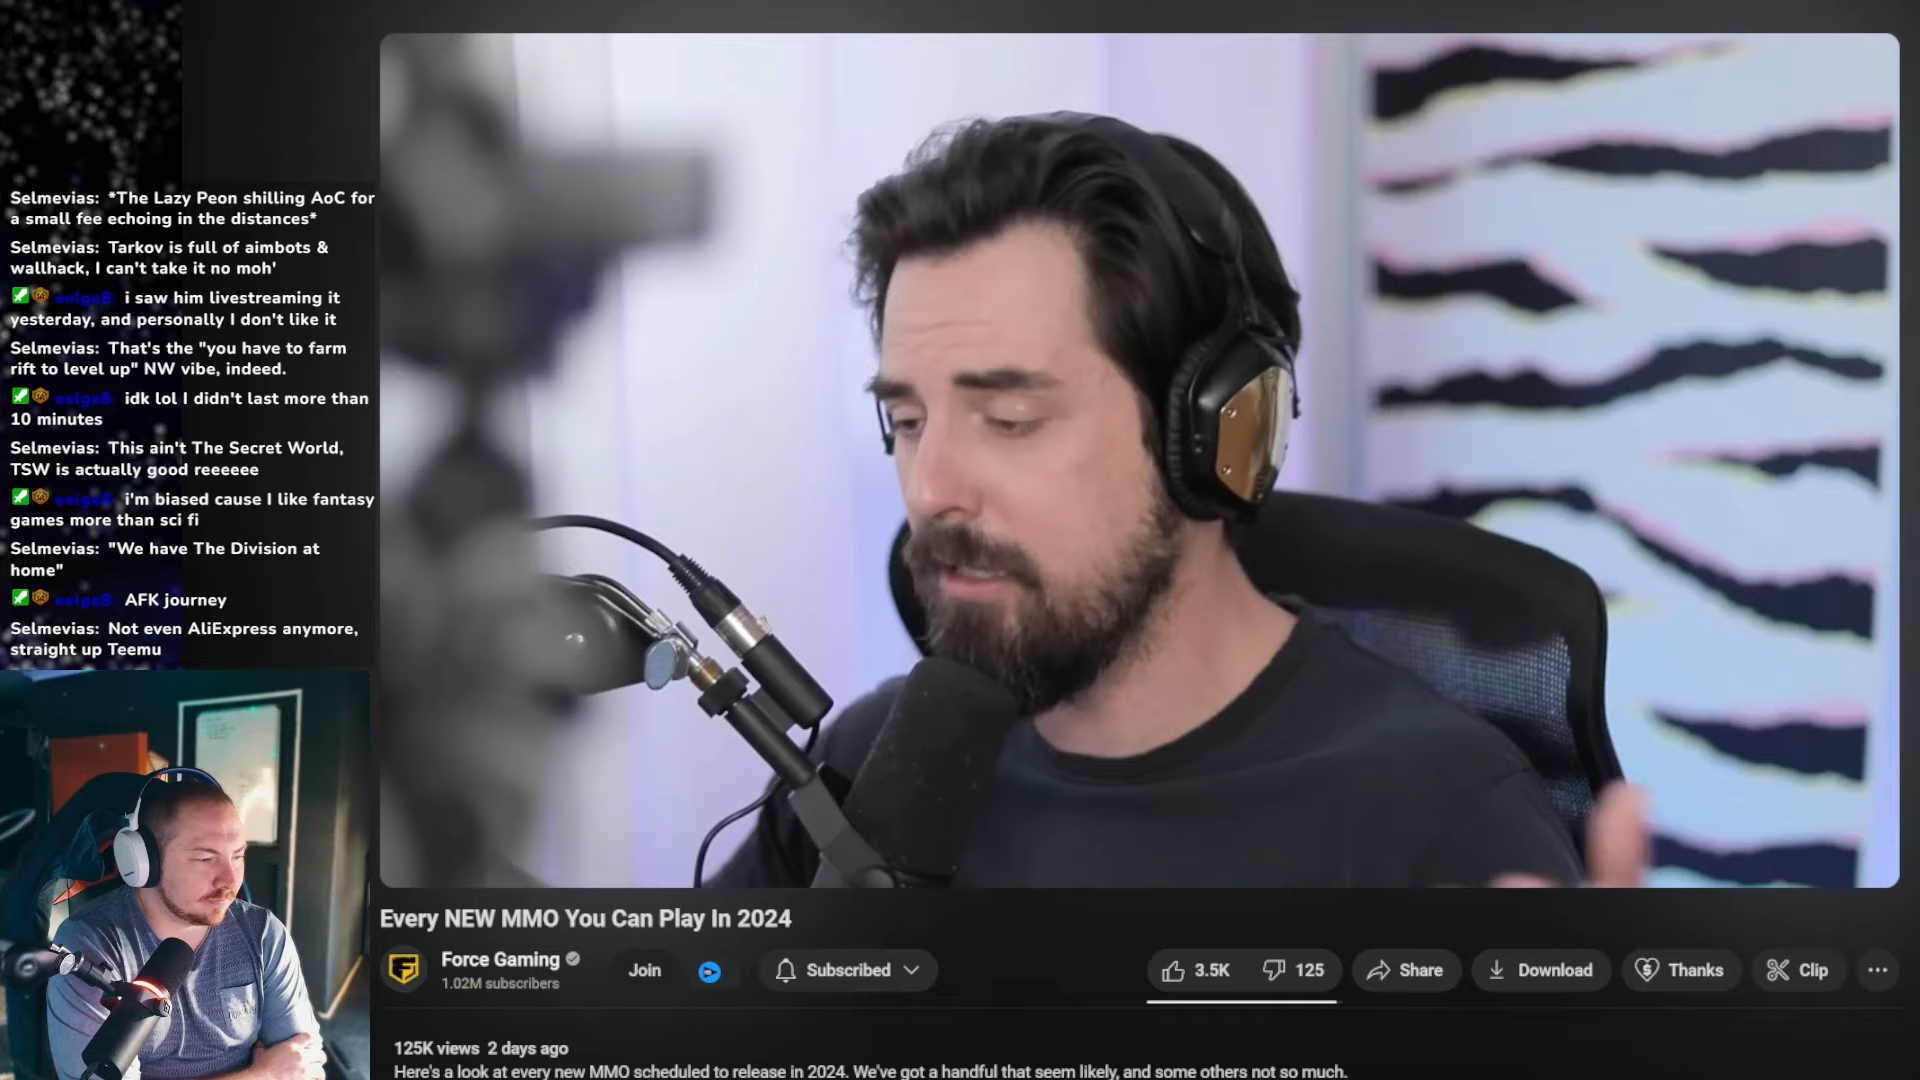 Selmevias: *The Lazy Peon shilling AoC for
a small fee echoing in the distances*
Selmevias: Tarkov is full of aimbots &
wallhack, I can't take it no moh'
eelge8: i saw him livestreaming it
yesterday, and personally I don't like it
Selmevias: That's the "you have to farm
rift to level up" NW vibe, indeed.
eelge8: idk lol I didn't last more than
10 minutes
Selmevias: This ain't The Secret World,
TSW is actually good reeeeee
eelge8: i'm biased cause I like fantasy
games more than sci fi
Selmevias: "We have The Division at
home"
eelge8: AFK journey
Selmevias: Not even AliExpress anymore,
straight up Teemu
Every NEW MMO You Can Play In 2024
Force Gaming
1.02M subscribers
Join
Subscribed
3.5K
125
Share
Download
Thanks
Clip
125K views 2 days ago
Here's a look at every new MMO scheduled to release in 2024. We've got a handful that seem likely, and some others not so much.